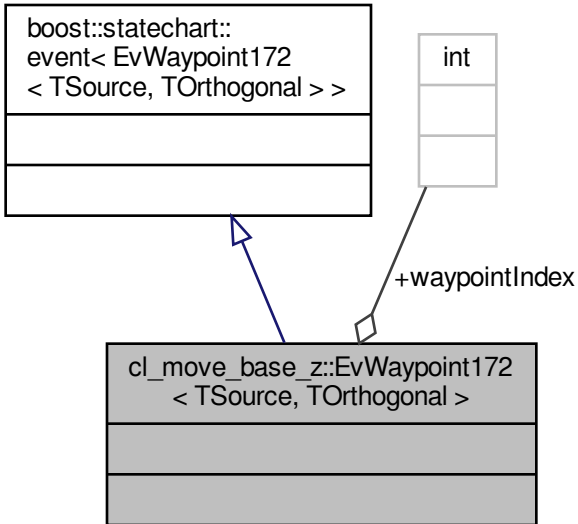 boost::statechart::
event< EvWaypoint172
< TSource, TOrthogonal > >
int
+waypointIndex
cl_move_base_z::EvWaypoint172
< TSource, TOrthogonal >